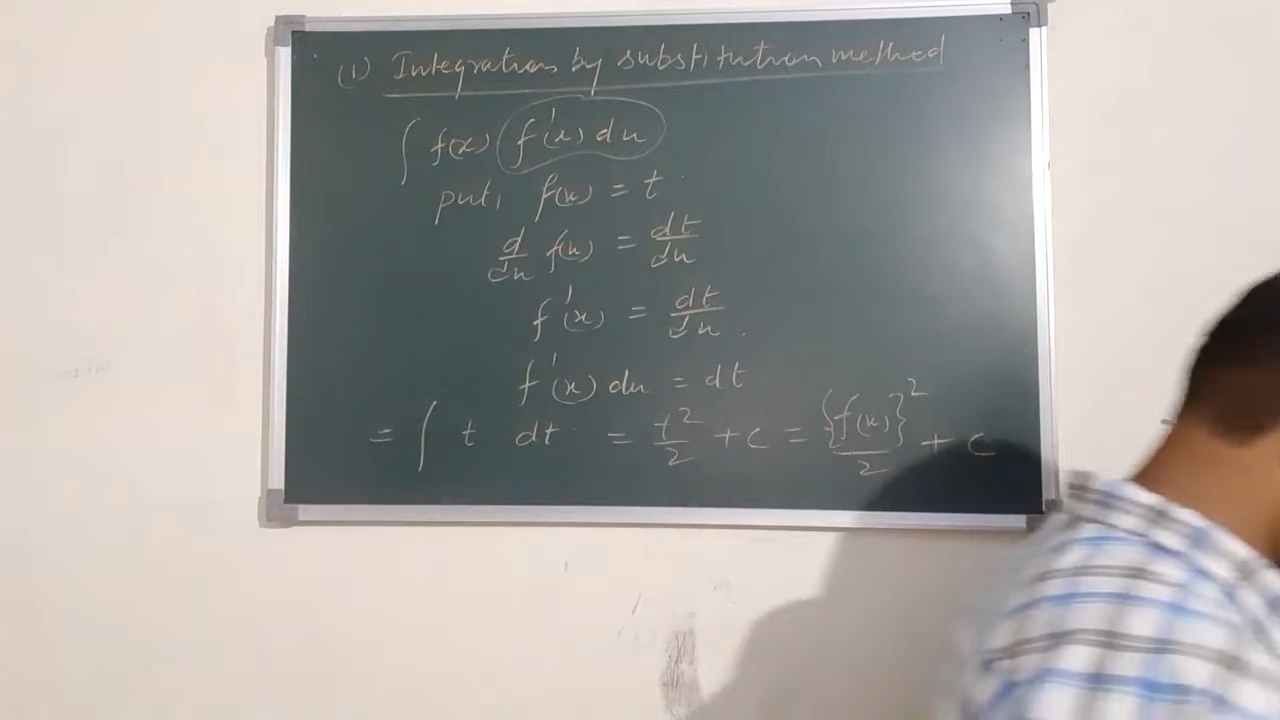 (1) Integration by substitution method
∫ f(x) f'(x) dx
put, f(x) = t
d/dx f(x) = dt/dx
f'(x) = dt/dx .
f'(x) dx = dt
= ∫ t dt = t²/2 + c = {f(x)}²/2 + c